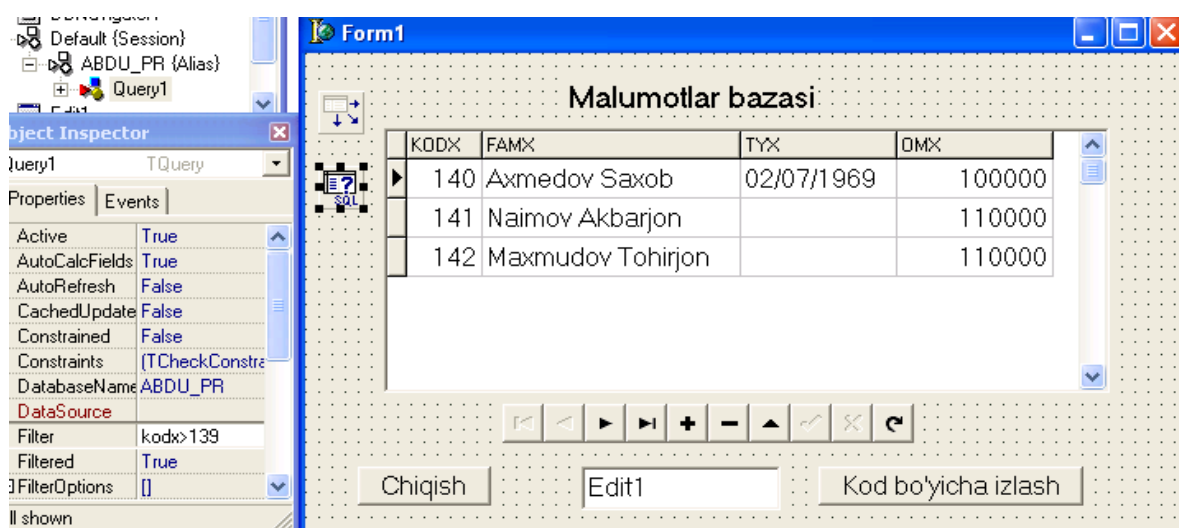 Default {Session}
ABDU_PR {Alias}
Query1
Object Inspector
Query1 TQuery
Properties Events
Active True
AutoCalcFields True
AutoRefresh False
CachedUpdate False
Constrained False
Constraints (TCheckConstra
DatabaseName ABDU_PR
DataSource
Filter kodx>139
Filtered True
FilterOptions []
ll shown
Form1
Malumotlar bazasi
SQL
KODX FAMX TYX OMX
140 Axmedov Saxob 02/07/1969 100000
141 Naimov Akbarjon 110000
142 Maxmudov Tohirjon 110000
Chiqish Edit1 Kod bo'yicha izlash